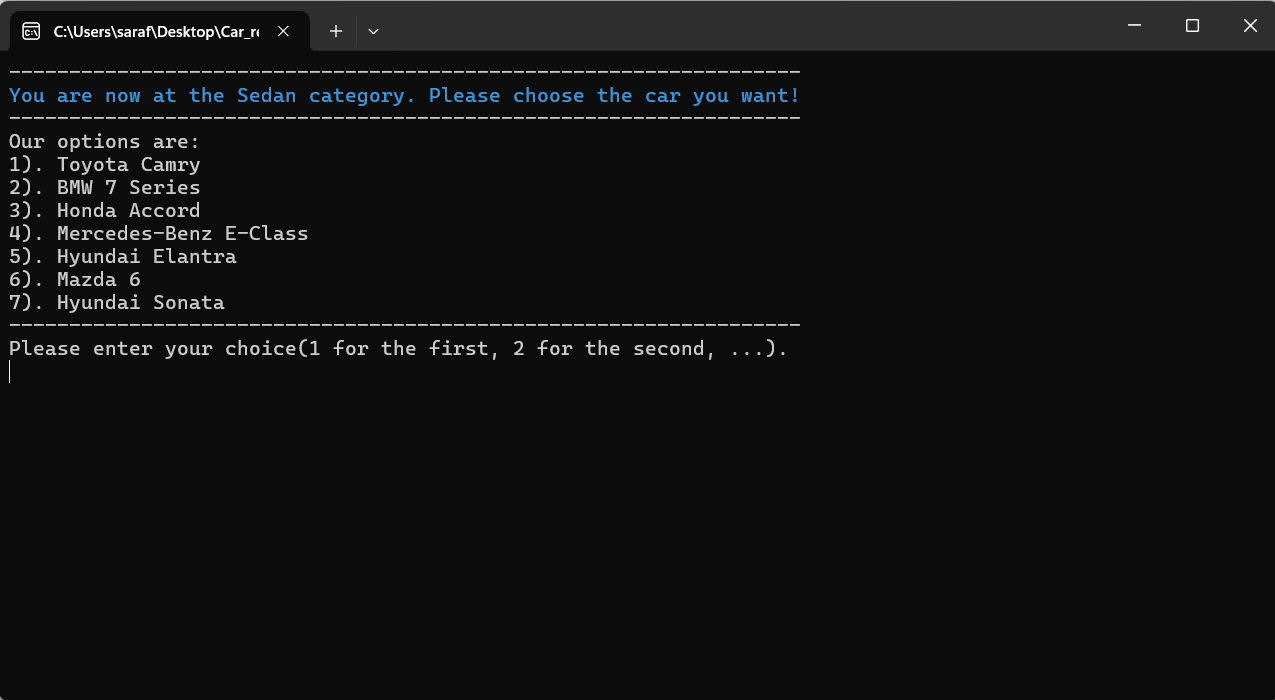 C:\Users\saraf\Desktop\Car_re
------------------------------------------------------------------
You are now at the Sedan category. Please choose the car you want!
------------------------------------------------------------------
Our options are:
1). Toyota Camry
2). BMW 7 Series
3). Honda Accord
4). Mercedes-Benz E-Class
5). Hyundai Elantra
6). Mazda 6
7). Hyundai Sonata
------------------------------------------------------------------
Please enter your choice(1 for the first, 2 for the second, ...).